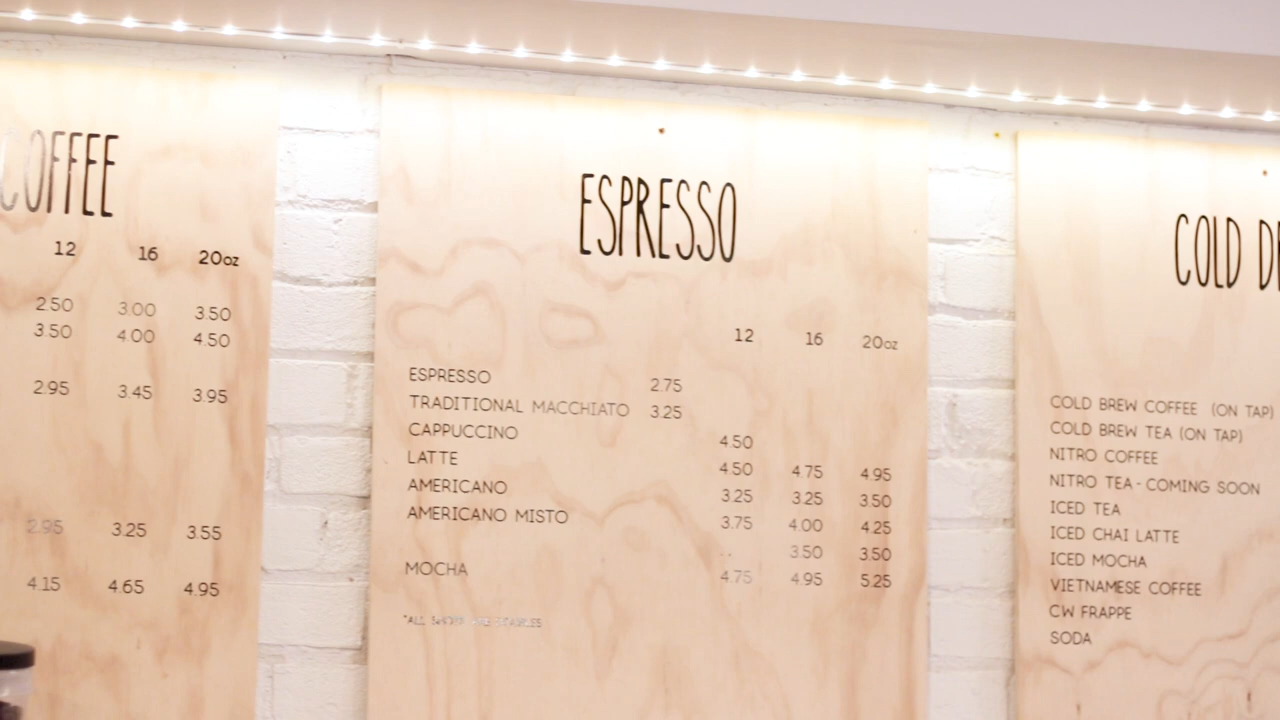 COFFEE
12 16 20oz
2.50 3.00 3.50
3.50 4.00 4.50
2.95 3.45 3.95
2.95 3.25 3.55
4.15 4.65 4.95
ESPRESSO
12 16 20oz
ESPRESSO 2.75
TRADITIONAL MACCHIATO 3.25
CAPPUCCINO 4.50
LATTE 4.50 4.75 4.95
AMERICANO 3.25 3.25 3.50
AMERICANO MISTO 3.75 4.00 4.25
3.50 3.50
MOCHA 4.75 4.95 5.25
*ALL
COLD
COLD BREW COFFEE (ON TAP)
COLD BREW TEA (ON TAP)
NITRO COFFEE
NITRO TEA - COMING SOON
ICED TEA
ICED CHAI LATTE
ICED MOCHA
VIETNAMESE COFFEE
CW FRAPPE
SODA